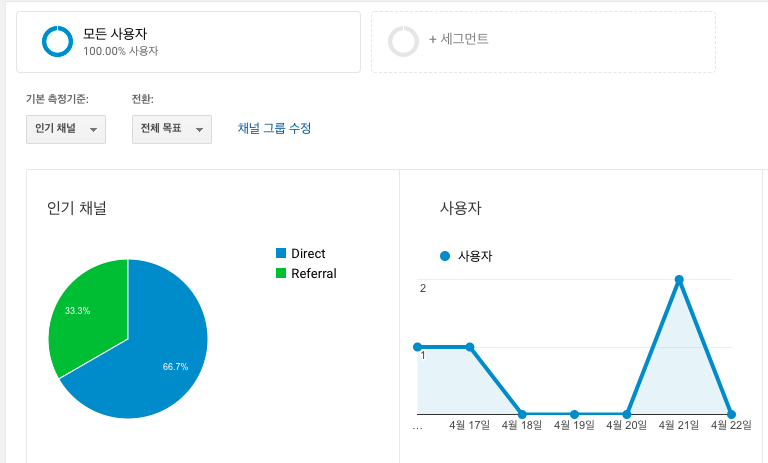 모든 사용자
100.00% 사용자
+ 세그먼트
기본 측정기준:
전환:
인기 채널
전체 목표
채널 그룹 수정
인기 채널
Direct
Referral
33.3%
66.7%
사용자
사용자
2
1
...
4월 17일
4월 18일
4월 19일
4월 20일
4월 21일
4월 22일